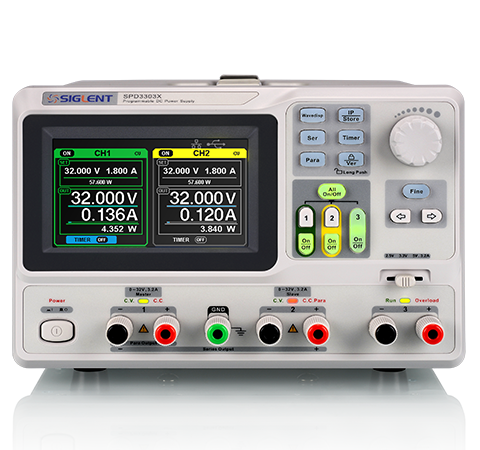 SIGLENT SPD3303X
Programmable DC Power Supply
ON CH1 CV
SET
32.000 V 1.800 A
57.600 W
OUT
32.000 V
0.136 A
4.352 W
TIMER OFF
ON CH2 CV
SET
32.000 V 1.800 A
57.600 W
OUT
32.000 V
0.120 A
3.840 W
TIMER OFF
Wavedisp
IP
Store
Ser
Timer
Para
Ver
Long Push
Fine
All
On/Off
1 2 3
On
Off
On
Off
On
Off
2.5V 3.3V 5V, 3.2A
Power
0~32V, 3.2A
Master
C.V. C.C.
GND
0~32V, 3.2A
Slave
C.V. C.C. Para
Run Overload
- 1 +
- 2 +
- 3 +
Para Output
Series Output